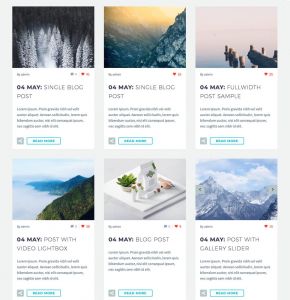 By admin
04 MAY: SINGLE BLOG
POST
Lorem ipsum. Proin gravida nibh vel velit
auctor aliquet. Aenean sollicitudin, lorem quis
bibendum auctor, nisi elit consequat ipsum,
nec sagittis sem nibh id elit.
READ MORE
By admin
04 MAY: SINGLE BLOG
POST
Lorem ipsum. Proin gravida nibh vel velit
auctor aliquet. Aenean sollicitudin, lorem quis
bibendum auctor, nisi elit consequat ipsum,
nec sagittis sem nibh id elit.
READ MORE
By admin
04 MAY: FULLWIDTH
POST SAMPLE
Lorem ipsum. Proin gravida nibh vel velit
auctor aliquet. Aenean sollicitudin, lorem quis
bibendum auctor, nisi elit consequat ipsum,
nec sagittis sem nibh id elit.
READ MORE
By admin
04 MAY: POST WITH
VIDEO LIGHTBOX
Lorem ipsum. Proin gravida nibh vel velit
auctor aliquet. Aenean sollicitudin, lorem quis
bibendum auctor, nisi elit consequat ipsum,
nec sagittis sem nibh id elit.
READ MORE
By admin
04 MAY: BLOG POST
Lorem ipsum. Proin gravida nibh vel velit
auctor aliquet. Aenean sollicitudin, lorem quis
bibendum auctor, nisi elit consequat ipsum,
nec sagittis sem nibh id elit.
READ MORE
By admin
04 MAY: POST WITH
GALLERY SLIDER
Lorem ipsum. Proin gravida nibh vel velit
auctor aliquet. Aenean sollicitudin, lorem quis
bibendum auctor, nisi elit consequat ipsum,
nec sagittis sem nibh id elit.
READ MORE